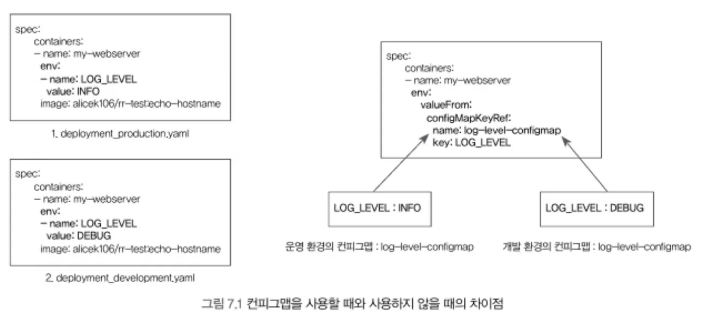 spec:
containers:
- name: my-webserver
env:
- name: LOG_LEVEL
value: INFO
image: alicek106/rr-test:echo-hostname
1. deployment_production.yaml
spec:
containers:
- name: my-webserver
env:
- name: LOG_LEVEL
value: DEBUG
image: alicek106/rr-test:echo-hostname
2. deployment_development.yaml
spec:
containers:
- name: my-webserver
env:
valueFrom:
configMapKeyRef:
name: log-level-configmap
key: LOG_LEVEL
LOG_LEVEL : INFO
운영 환경의 컨피그맵 : log-level-configmap
LOG_LEVEL : DEBUG
개발 환경의 컨피그맵 : log-level-configmap
그림 7.1 컨피그맵을 사용할 때와 사용하지 않을 때의 차이점